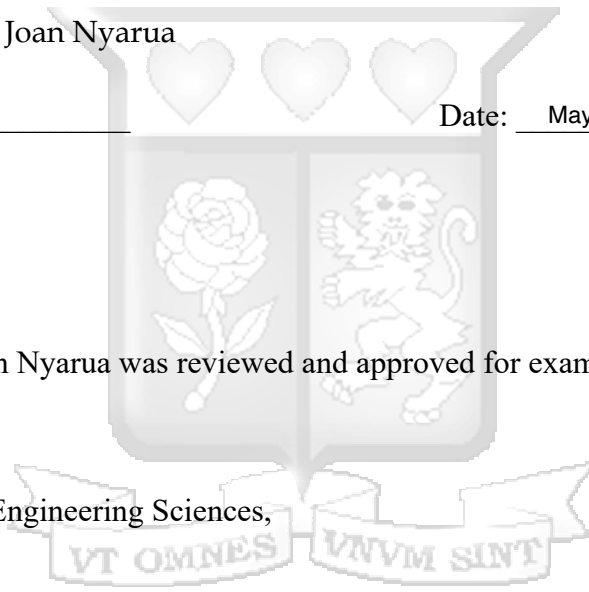 Joan Nyarua
Date: May
n Nyarua was reviewed and approved for exam
Engineering Sciences,
VT OMNES VNVM SINT